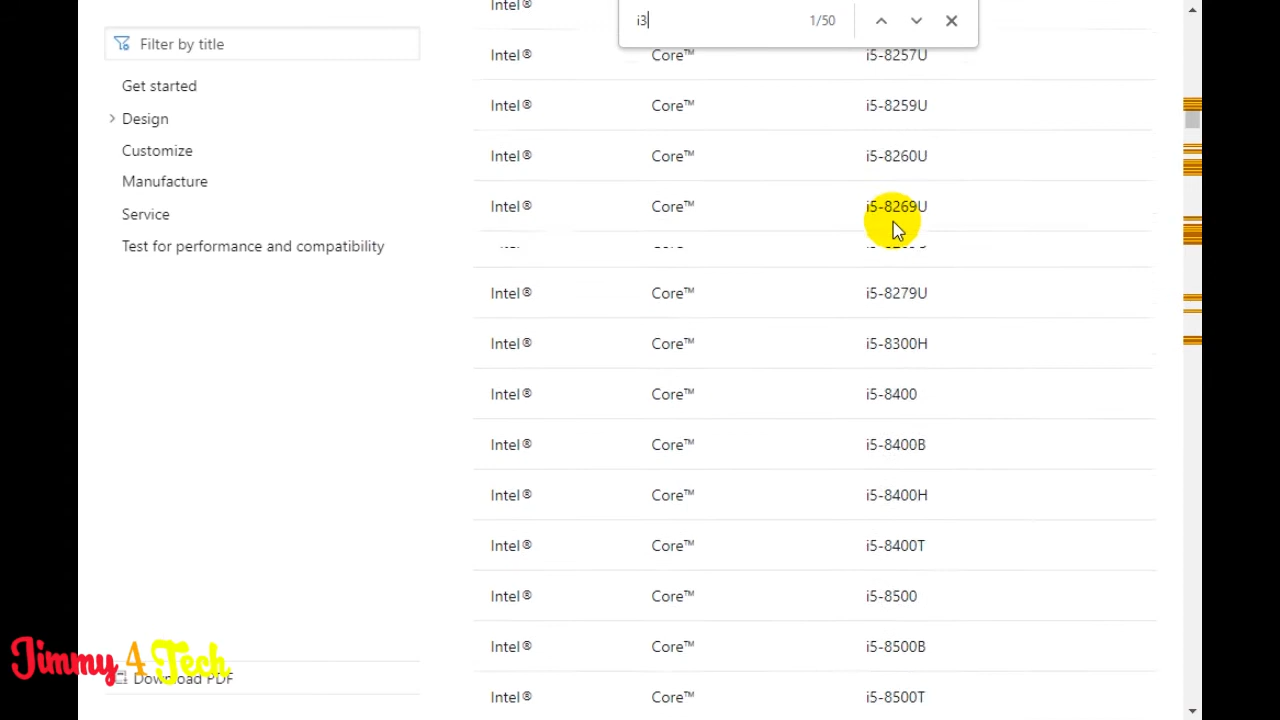 Intel®
i3 1/50
Filter by title
Get started
Design
Customize
Manufacture
Service
Test for performance and compatibility
Download PDF
Intel® Core™ i5-8257U
Intel® Core™ i5-8259U
Intel® Core™ i5-8260U
Intel® Core™ i5-8269U
Intel® Core™ i5-8279U
Intel® Core™ i5-8300H
Intel® Core™ i5-8400
Intel® Core™ i5-8400B
Intel® Core™ i5-8400H
Intel® Core™ i5-8400T
Intel® Core™ i5-8500
Intel® Core™ i5-8500B
Intel® Core™ i5-8500T
Jimmy 4 Tech